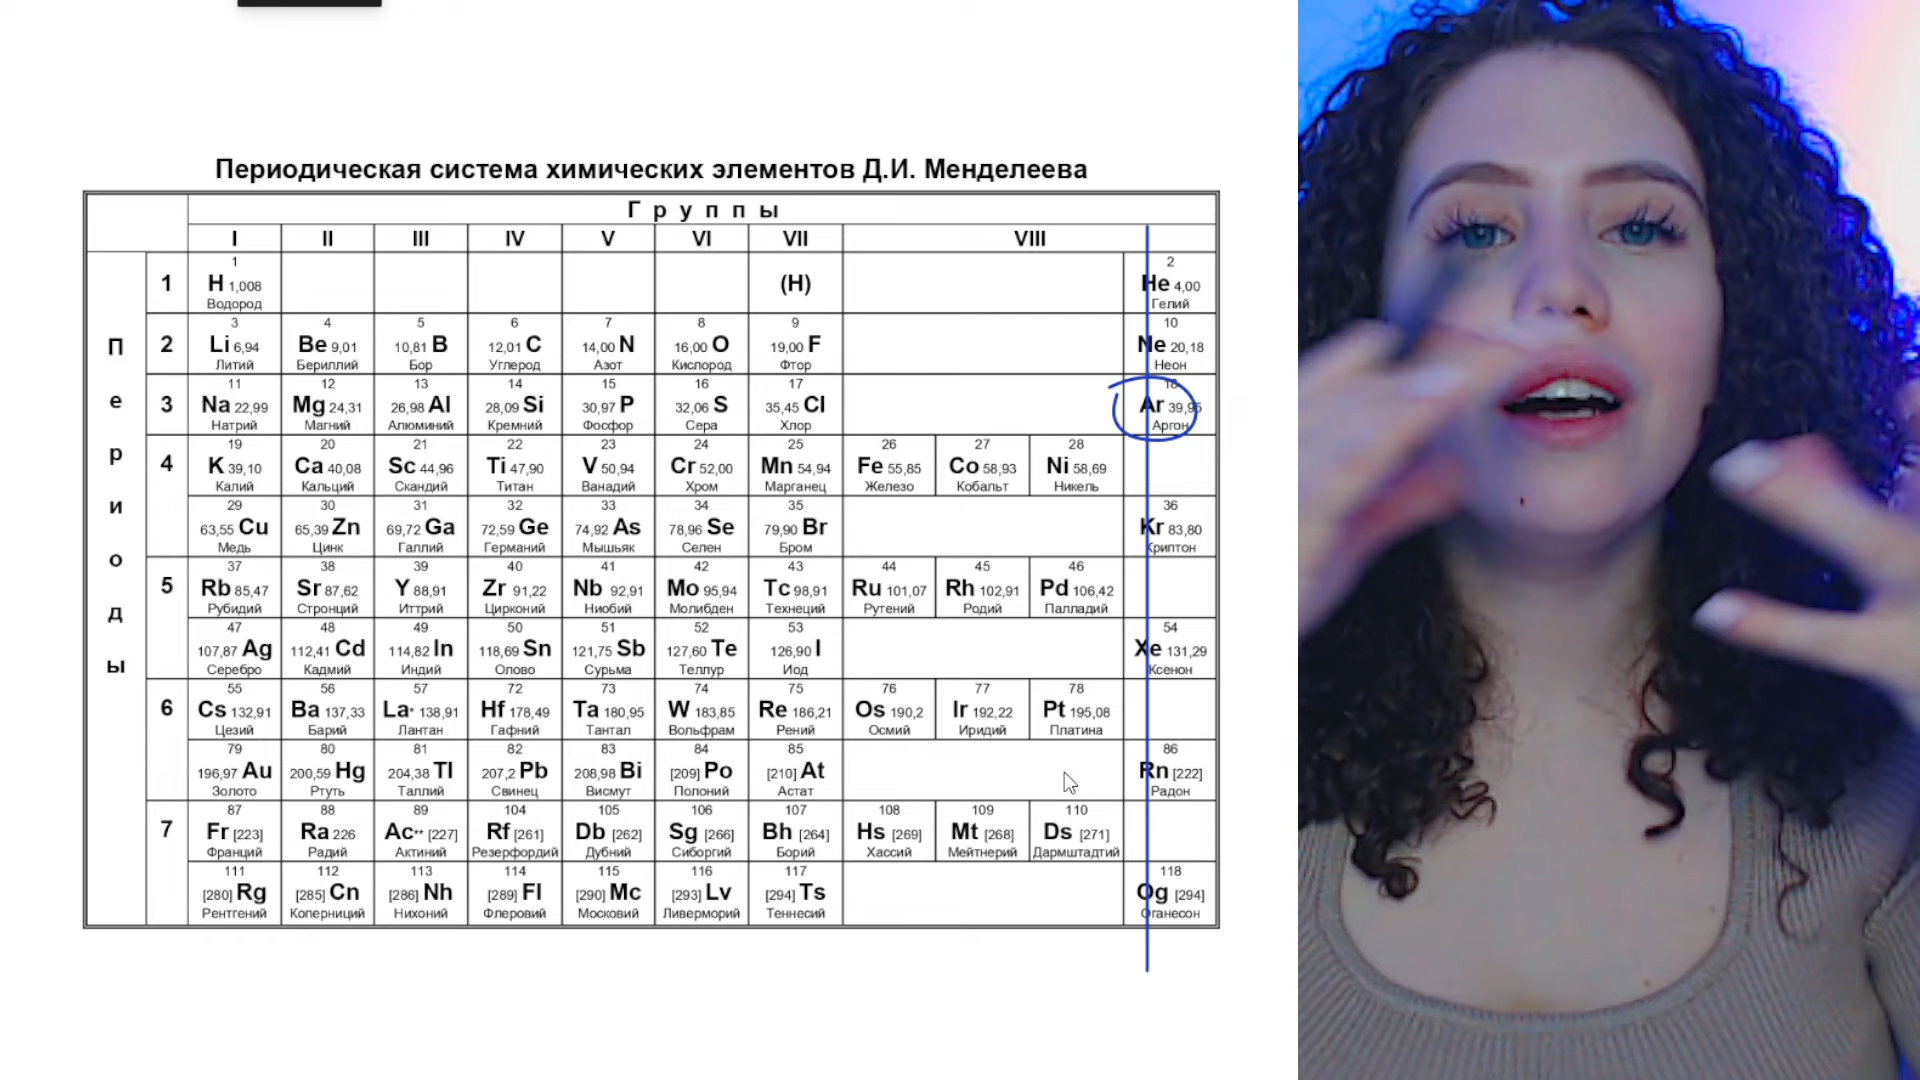 Периодическая система химических элементов Д.И. Менделеева
Группы
I II III IV V VI VII VIII
Периоды
1 2
1 H 1,008 (H) He 4,00
Водород Гелий
3 4 5 6 7 8 9 10
2 Li 6,94 Be 9,01 10,81 B 12,01 C 14,00 N 16,00 O 19,00 F Ne 20,18
Литий Бериллий Бор Углерод Азот Кислород Фтор Неон
11 12 13 14 15 16 17 18
3 Na 22,99 Mg 24,31 26,98 Al 28,09 Si 30,97 P 32,06 S 35,45 Cl Ar 39,95
Натрий Магний Алюминий Кремний Фосфор Сера Хлор Аргон
19 20 21 22 23 24 25 26 27 28
4 K 39,10 Ca 40,08 Sc 44,96 Ti 47,90 V 50,94 Cr 52,00 Mn 54,94 Fe 55,85 Co 58,93 Ni 58,69
Калий Кальций Скандий Титан Ванадий Хром Марганец Железо Кобальт Никель
29 30 31 32 33 34 35 36
63,55 Cu 65,39 Zn 69,72 Ga 72,59 Ge 74,92 As 78,96 Se 79,90 Br Kr 83,80
Медь Цинк Галлий Германий Мышьяк Селен Бром Криптон
37 38 39 40 41 42 43 44 45 46
5 Rb 85,47 Sr 87,62 Y 88,91 Zr 91,22 Nb 92,91 Mo 95,94 Tc 98,91 Ru 101,07 Rh 102,91 Pd 106,42
Рубидий Стронций Иттрий Цирконий Ниобий Молибден Технеций Рутений Родий Палладий
47 48 49 50 51 52 53 54
107,87 Ag 112,41 Cd 114,82 In 118,69 Sn 121,75 Sb 127,60 Te 126,90 I Xe 131,29
Серебро Кадмий Индий Олово Сурьма Теллур Иод Ксенон
55 56 57 72 73 74 75 76 77 78
6 Cs 132,91 Ba 137,33 La* 138,91 Hf 178,49 Ta 180,95 W 183,85 Re 186,21 Os 190,2 Ir 192,22 Pt 195,08
Цезий Барий Лантан Гафний Тантал Вольфрам Рений Осмий Иридий Платина
79 80 81 82 83 84 85 86
196,97 Au 200,59 Hg 204,38 Tl 207,2 Pb 208,98 Bi [209] Po [210] At Rn [222]
Золото Ртуть Таллий Свинец Висмут Полоний Астат Радон
87 88 89 104 105 106 107 108 109 110
7 Fr [223] Ra 226 Ac** [227] Rf [261] Db [262] Sg [266] Bh [264] Hs [269] Mt [268] Ds [271]
Франций Радий Актиний Резерфордий Дубний Сиборгий Борий Хассий Мейтнерий Дармштадтий
111 112 113 114 115 116 117 118
[280] Rg [285] Cn [286] Nh [289] Fl [290] Mc [293] Lv [294] Ts Og [294]
Рентгений Коперниций Нихоний Флеровий Московий Ливерморий Теннесий Оганесон